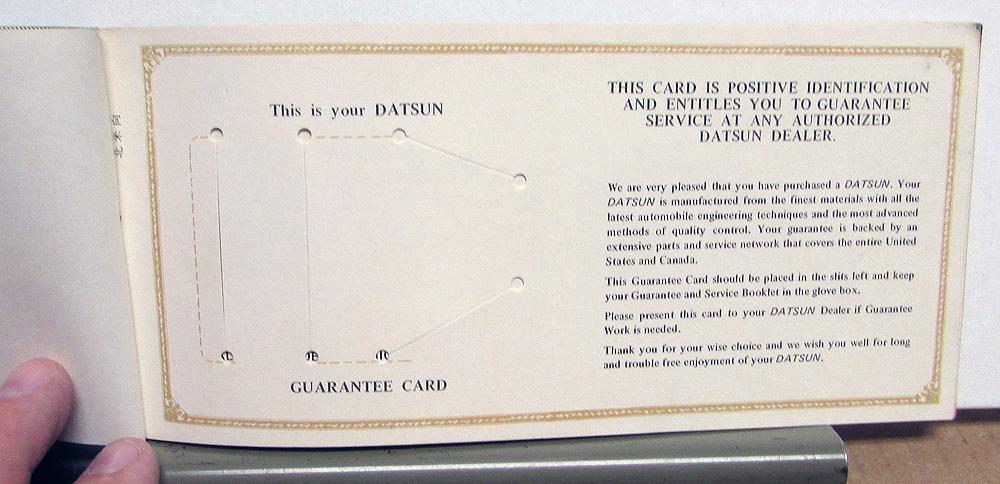 北米向
This is your DATSUN
GUARANTEE CARD
THIS CARD IS POSITIVE IDENTIFICATION
AND ENTITLES YOU TO GUARANTEE
SERVICE AT ANY AUTHORIZED
DATSUN DEALER.
We are very pleased that you have purchased a DATSUN. Your
DATSUN is manufactured from the finest materials with all the
latest automobile engineering techniques and the most advanced
methods of quality control. Your guarantee is backed by an
extensive parts and service network that covers the entire United
States and Canada.
This Guarantee Card should be placed in the slits left and keep
your Guarantee and Service Booklet in the glove box.
Please present this card to your DATSUN Dealer if Guarantee
Work is needed.
Thank you for your wise choice and we wish you well for long
and trouble free enjoyment of your DATSUN.